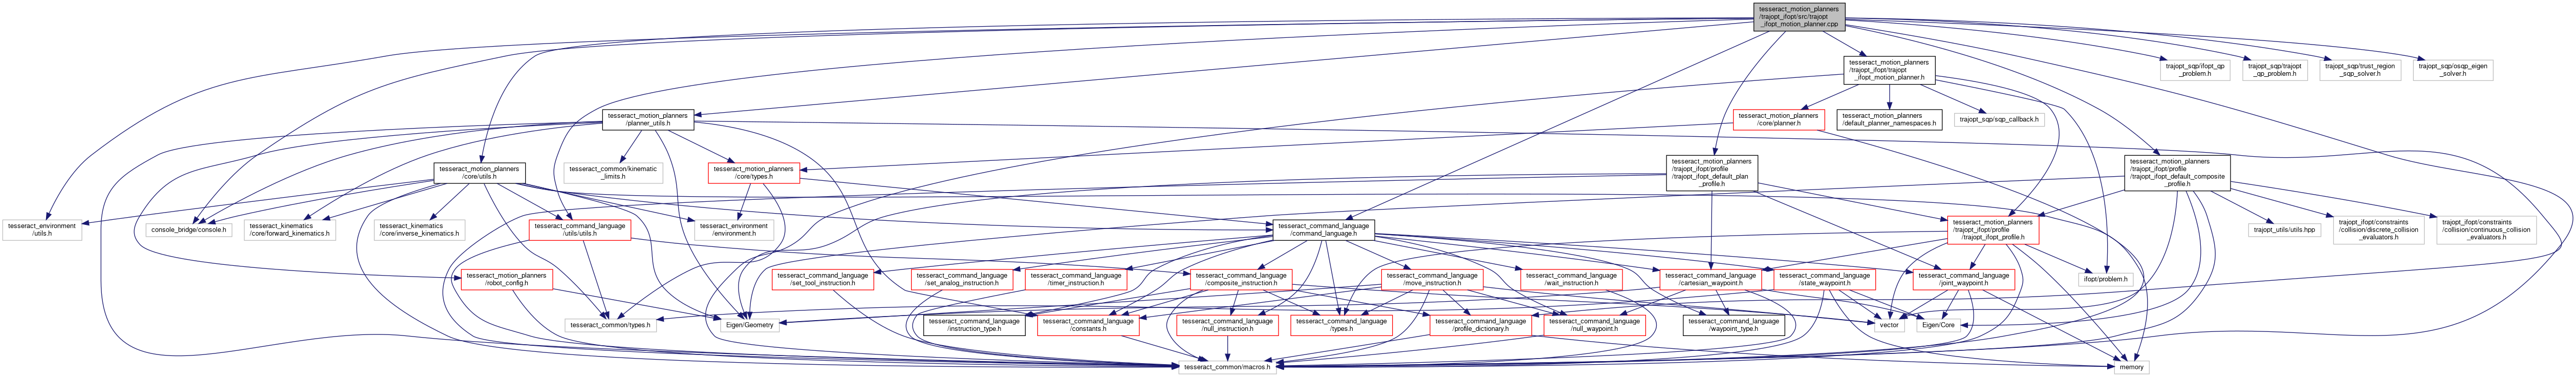 tesseract_motion_planners
/trajopt_ifopt/src/trajopt
_ifopt_motion_planner.cpp
tesseract_motion_planners
/trajopt_ifopt/trajopt
_ifopt_motion_planner.h
trajopt_sqp/ifopt_qp
_problem.h
trajopt_sqp/trajopt
_qp_problem.h
trajopt_sqp/trust_region
_sqp_solver.h
trajopt_sqp/osqp_eigen
_solver.h
tesseract_motion_planners
/planner_utils.h
tesseract_motion_planners
/core/planner.h
tesseract_motion_planners
/default_planner_namespaces.h
trajopt_sqp/sqp_callback.h
tesseract_motion_planners
/core/utils.h
tesseract_common/kinematic
_limits.h
tesseract_motion_planners
/core/types.h
tesseract_motion_planners
/trajopt_ifopt/profile
/trajopt_ifopt_default_plan
_profile.h
tesseract_motion_planners
/trajopt_ifopt/profile
/trajopt_ifopt_default_composite
_profile.h
tesseract_environment
/utils.h
console_bridge/console.h
tesseract_kinematics
/core/forward_kinematics.h
tesseract_kinematics
/core/inverse_kinematics.h
tesseract_command_language
/utils/utils.h
tesseract_environment
/environment.h
tesseract_command_language
/command_language.h
tesseract_motion_planners
/trajopt_ifopt/profile
/trajopt_ifopt_profile.h
trajopt_utils/utils.hpp
trajopt_ifopt/constraints
/collision/discrete_collision
_evaluators.h
trajopt_ifopt/constraints
/collision/continuous_collision
_evaluators.h
tesseract_motion_planners
/robot_config.h
tesseract_command_language
/set_tool_instruction.h
tesseract_command_language
/set_analog_instruction.h
tesseract_command_language
/timer_instruction.h
tesseract_command_language
/composite_instruction.h
tesseract_command_language
/move_instruction.h
tesseract_command_language
/wait_instruction.h
tesseract_command_language
/cartesian_waypoint.h
tesseract_command_language
/state_waypoint.h
tesseract_command_language
/joint_waypoint.h
ifopt/problem.h
tesseract_common/types.h
Eigen/Geometry
tesseract_command_language
/instruction_type.h
tesseract_command_language
/constants.h
tesseract_command_language
/null_instruction.h
tesseract_command_language
/types.h
tesseract_command_language
/profile_dictionary.h
tesseract_command_language
/null_waypoint.h
tesseract_command_language
/waypoint_type.h
vector
Eigen/Core
tesseract_common/macros.h
memory